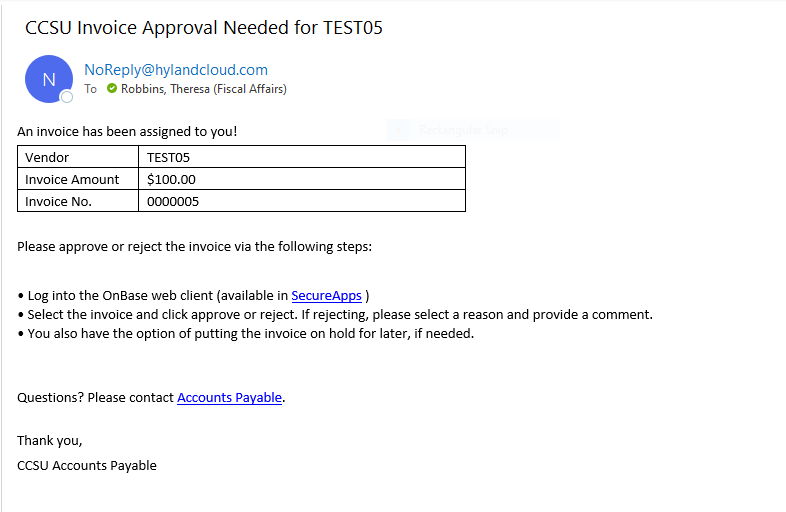 CCSU Invoice Approval Needed for TEST05
N
NoReply@hylandcloud.com
To Robbins, Theresa (Fiscal Affairs)
An invoice has been assigned to you!
Rectangular Snip
Vendor TEST05
Invoice Amount $100.00
Invoice No. 0000005
Please approve or reject the invoice via the following steps:
• Log into the OnBase web client (available in SecureApps )
• Select the invoice and click approve or reject. If rejecting, please select a reason and provide a comment.
• You also have the option of putting the invoice on hold for later, if needed.
Questions? Please contact Accounts Payable.
Thank you,
CCSU Accounts Payable